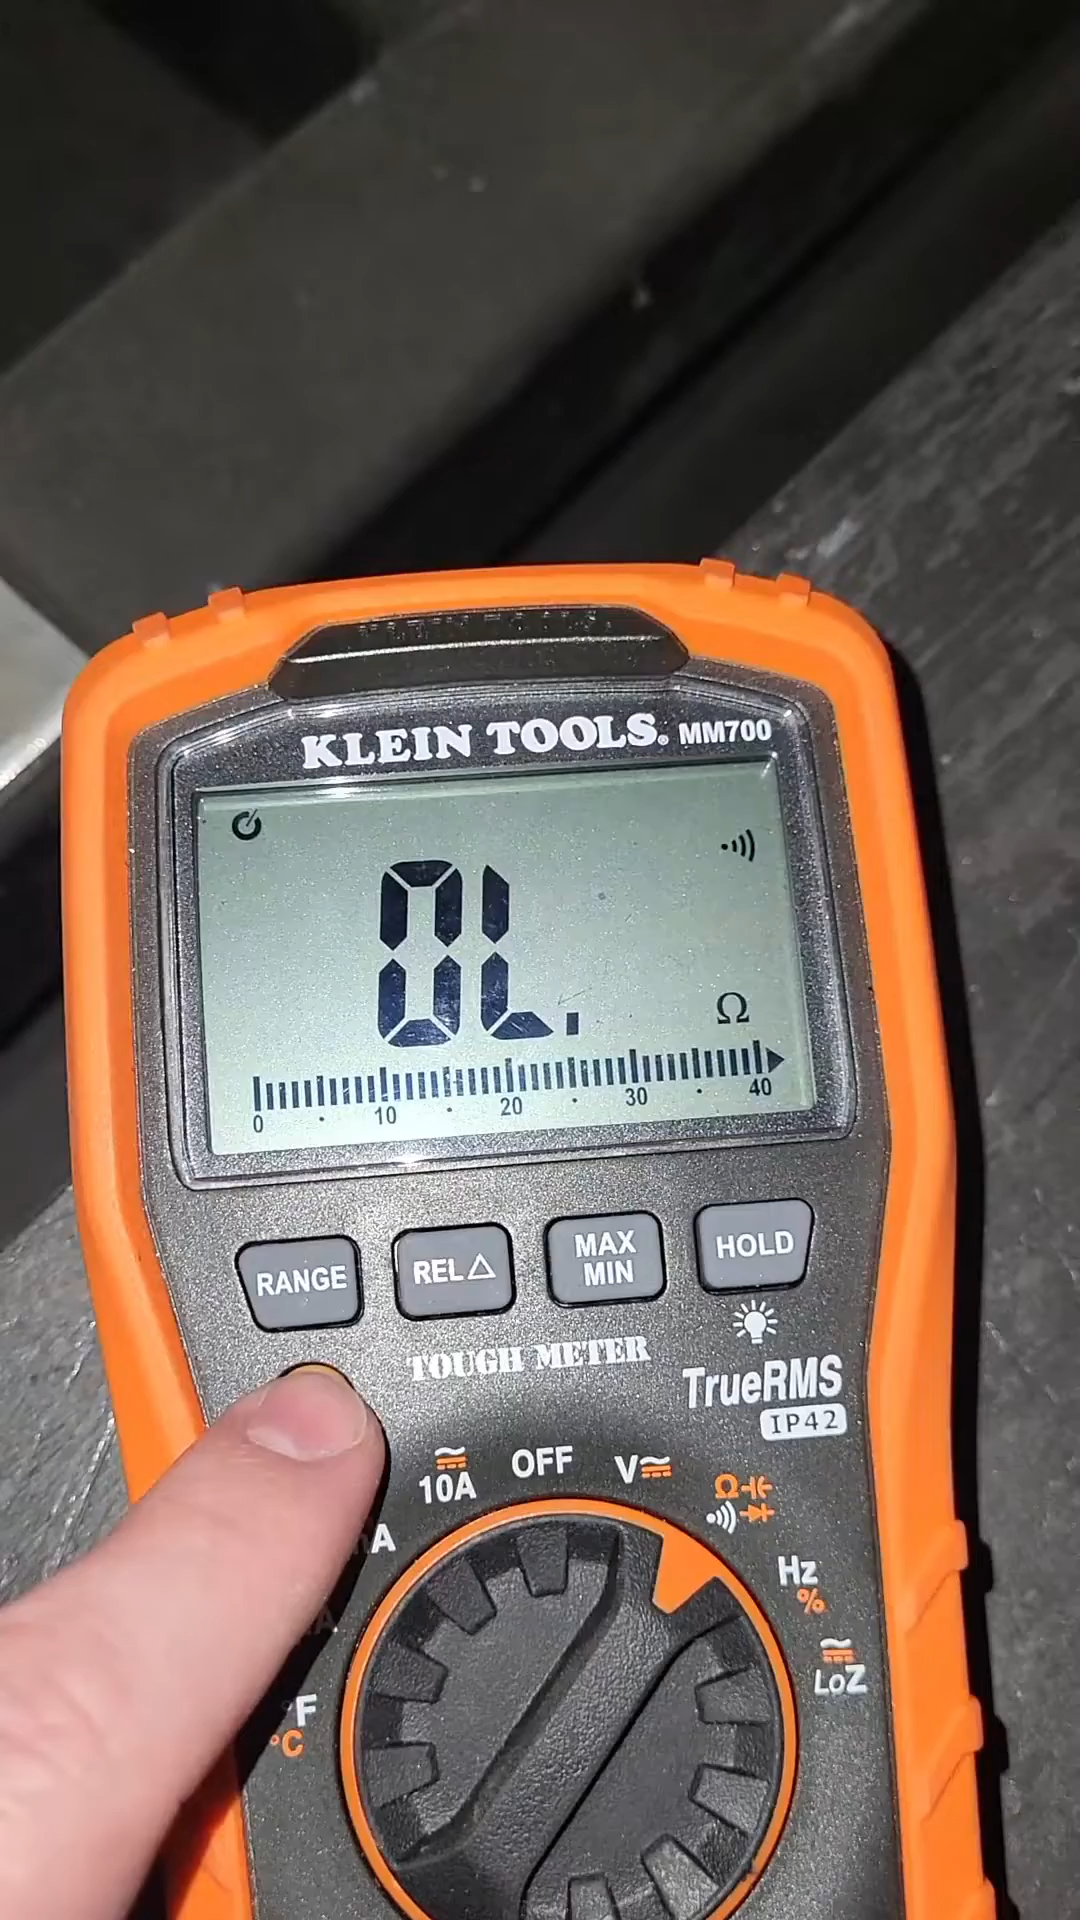 KLEIN TOOLS® MM700
OL.
Ω
0 10 20 30 40
RANGE
REL△
MAX
MIN
HOLD
TOUGH METER
TrueRMS
IP42
10A
OFF
V
Ω
Hz
%
LoZ
A
F
°C